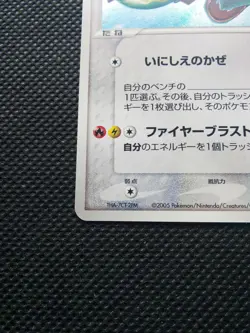 いにしえのかぜ
自分のベンチの
1匹選ぶ。その後、自分のトラッシ
ギーを1枚選び出し、そのポケモ
ファイヤーブラスト
自分のエネルギーを1個トラッシ
弱点 抵抗力
©2005 Pokémon/Nintendo/Creatures/